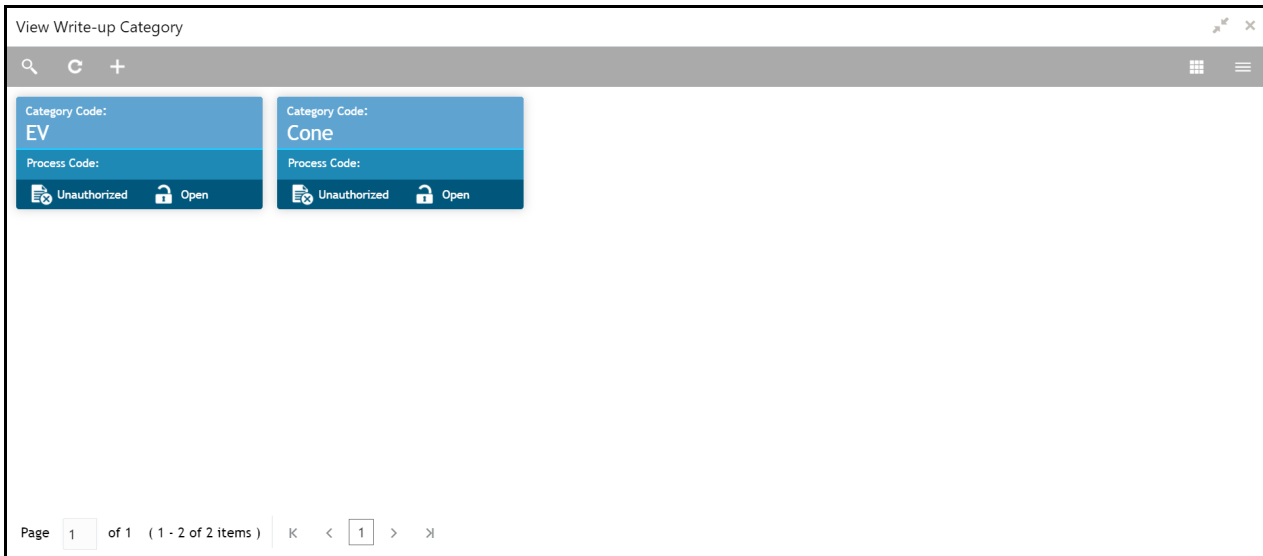 View Write-up Category
Category Code:
EV
Process Code:
Unauthorized Open
Category Code:
Cone
Process Code:
Unauthorized Open
Page 1 of 1 ( 1 - 2 of 2 items ) 1